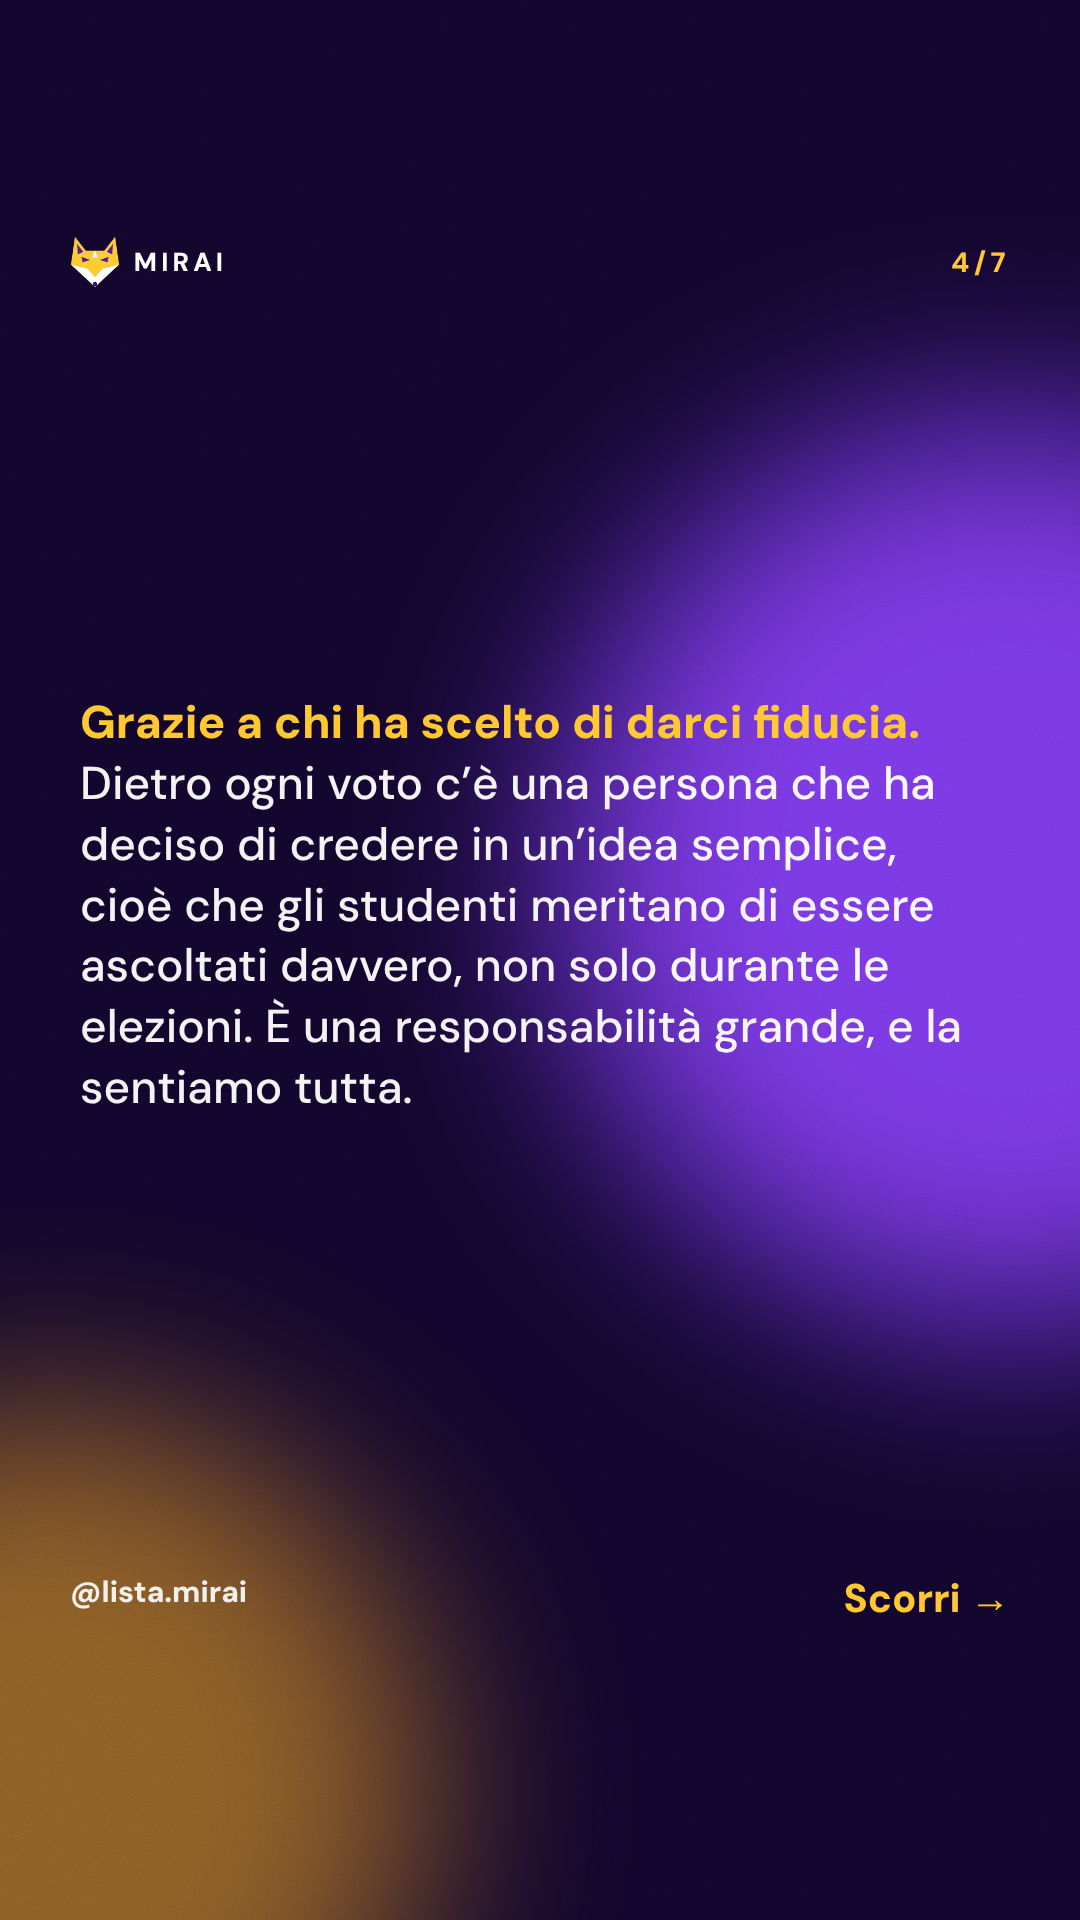 MIRAI
4/7
Grazie a chi ha scelto di darci fiducia.
Dietro ogni voto c’è una persona che ha
deciso di credere in un’idea semplice,
cioè che gli studenti meritano di essere
ascoltati davvero, non solo durante le
elezioni. È una responsabilità grande, e la
sentiamo tutta.
@lista.mirai
Scorri →